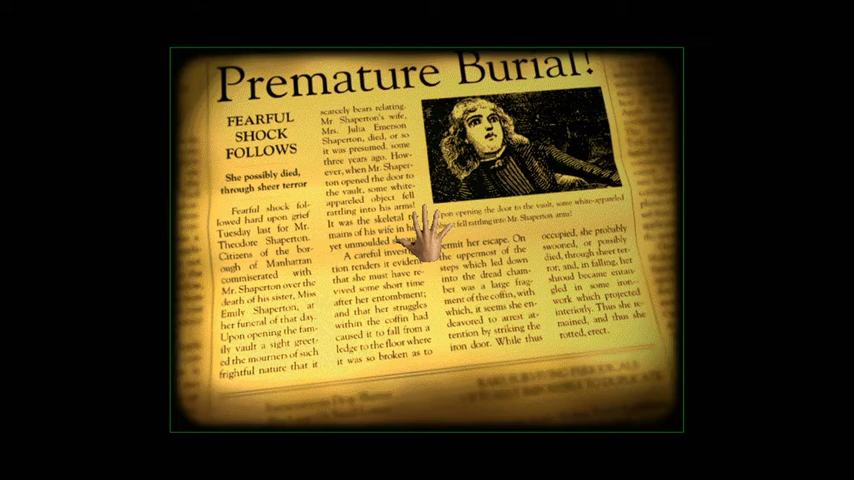 Premature Burial!
FEARFUL
SHOCK
FOLLOWS
She possibly died,
through sheer terror
Fearful shock fol-
lowed hard upon grief
Tuesday last for Mr.
Theodore Shaperton.
Citizens of the bor-
ough of Manharran
commiserated with
Mr. Shaperton over the
death of his sister, Miss
Emily Shaperton, at
her funeral of that day.
Upon opening the fam-
ily vault a sight greet-
ed the mourners of such
frightful nature that it
scarcely bears relating.
Mr Shaperton's wife,
Mrs. Julia Emerson
Shaperton, died, or so
it was presumed, some
three years ago. How-
ever, when Mr. Shaper-
ton opened the door to
the vault, some white-
apparaled object fell
rattling into his arms!
It was the skeletal re-
mains of his wife in
yet unmoulded
A careful
tion renders it evident
that she must have re-
vived some short time
after her entombment;
and that her struggles
within the coffin had
caused it to fall from a
ledge to the floor where
it was so broken as to
opening the door to the vault, some white-appareled
fell rattling into Mr. Shaperton arms!
permit her escape. On
the uppermost of the
steps which led down
into the dread cham-
ber was a large frag-
ment of the coffin, with
which, it seems she en-
deavored to arrest at-
tention by striking the
iron door. While thus
occupied, she probably
swooned, or possibly
died, through sheer ter-
ror; and, in falling, her
shroud became entan-
gled in some iron-
work which projected
interiorly. Thus she re-
mained, and thus she
rotted, erect.